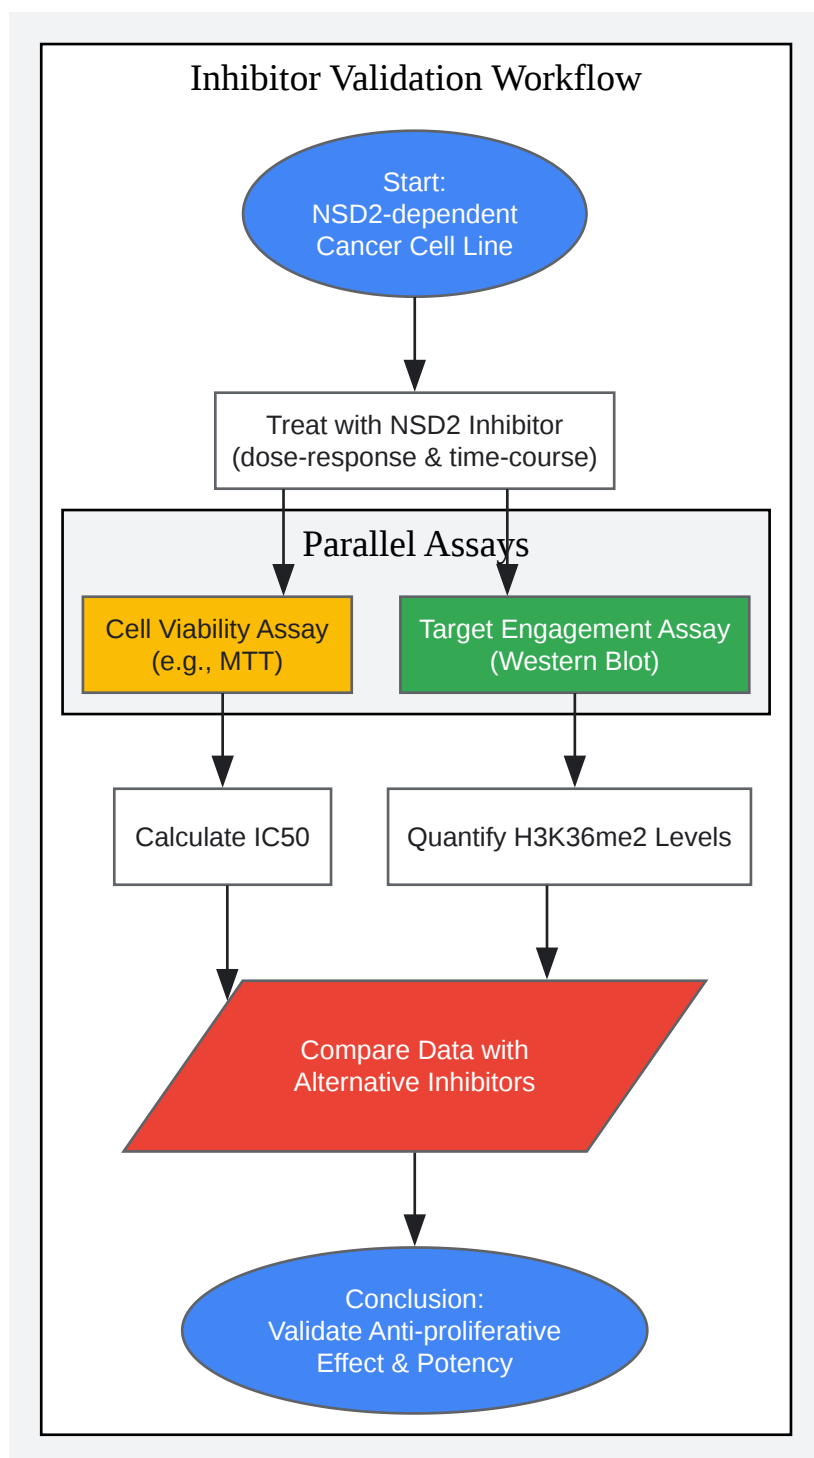 Inhibitor Validation Workflow
Start:
NSD2-dependent
Cancer Cell Line
Treat with NSD2 Inhibitor
(dose-response & time-course)
Parallel Assays
Cell Viability Assay
(e.g., MTT)
Target Engagement Assay
(Western Blot)
Calculate IC50
Quantify H3K36me2 Levels
Compare Data with
Alternative Inhibitors
Conclusion:
Validate Anti-proliferative
Effect & Potency